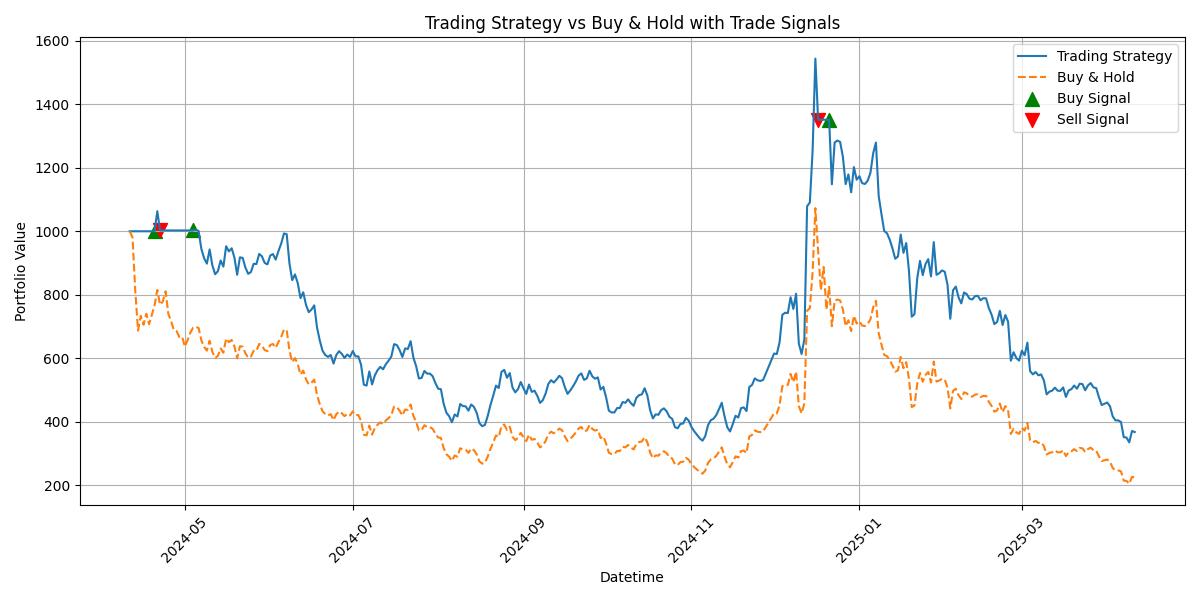 Trading Strategy vs Buy & Hold with Trade Signals
1600
1400
1200
1000
800
600
400
200
Portfolio Value
Trading Strategy
Buy & Hold
Buy Signal
Sell Signal
2024-05
2024-07
2024-09
2024-11
2025-01
2025-03
Datetime